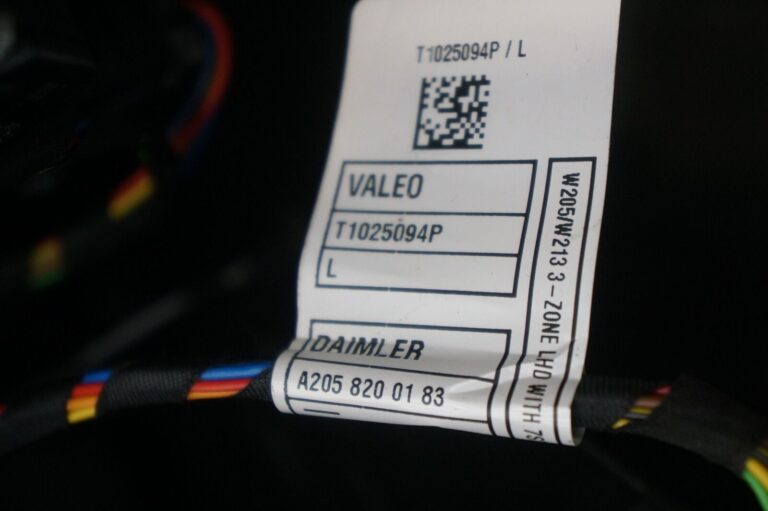 T1025094P / L
VALEO
T1025094P
L
DAIMLER
A205 820 01 83
W205/W213 3 - ZONE LHD WITH